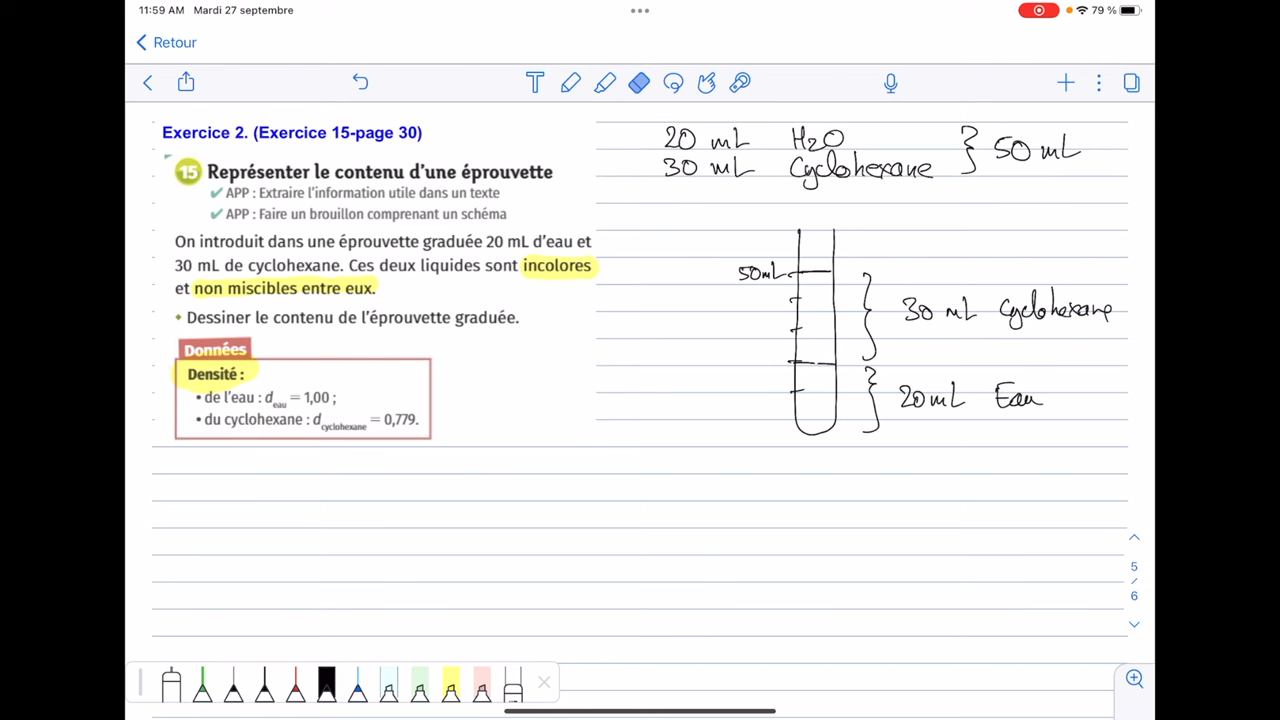 11:59 AM Mardi 27 septembre
79 %
Retour
Exercice 2. (Exercice 15-page 30)
15 Représenter le contenu d'une éprouvette
✓ APP : Extraire l'information utile dans un texte
✓ APP : Faire un brouillon comprenant un schéma
On introduit dans une éprouvette graduée 20 mL d'eau et
30 mL de cyclohexane. Ces deux liquides sont incolores
et non miscibles entre eux.
• Dessiner le contenu de l'éprouvette graduée.
Données
Densité :
• de l'eau : d_eau = 1,00 ;
• du cyclohexane : d_cyclohexane = 0,779.
20 mL H2O
30 mL Cyclohexane } 50 mL
50mL
30 mL Cyclohexane
20 mL Eau
5
/
6